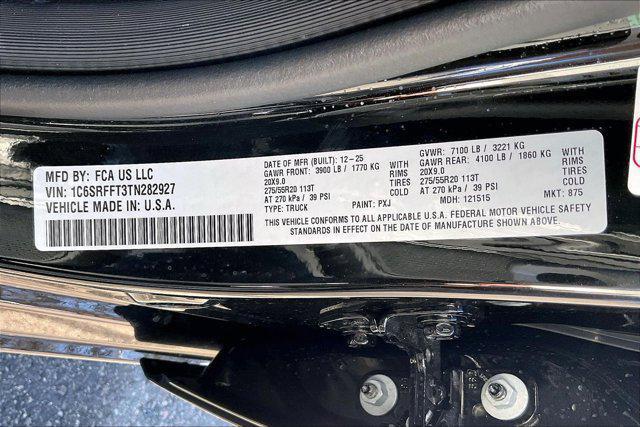 MFD BY: FCA US LLC
VIN: 1C6SRFFT3TN282927
VEHICLE MADE IN: U.S.A.
DATE OF MFR (BUILT): 12-25 GVWR: 7100 LB / 3221 KG
GAWR FRONT: 3900 LB / 1770 KG WITH GAWR REAR: 4100 LB / 1860 KG WITH
20X9.0 RIMS 20X9.0 RIMS
275/55R20 113T TIRES 275/55R20 113T TIRES
AT 270 kPa / 39 PSI COLD AT 270 kPa / 39 PSI COLD
TYPE: TRUCK PAINT: PXJ MDH: 121515 MKT: 875
THIS VEHICLE CONFORMS TO ALL APPLICABLE U.S.A. FEDERAL MOTOR VEHICLE SAFETY
STANDARDS IN EFFECT ON THE DATE OF MANUFACTURE SHOWN ABOVE.